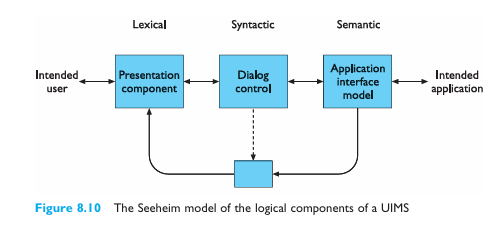 Lexical Syntactic Semantic
Intended user
Presentation component
Dialog control
Application interface model
Intended application
Figure 8.10 The Seeheim model of the logical components of a UIMS